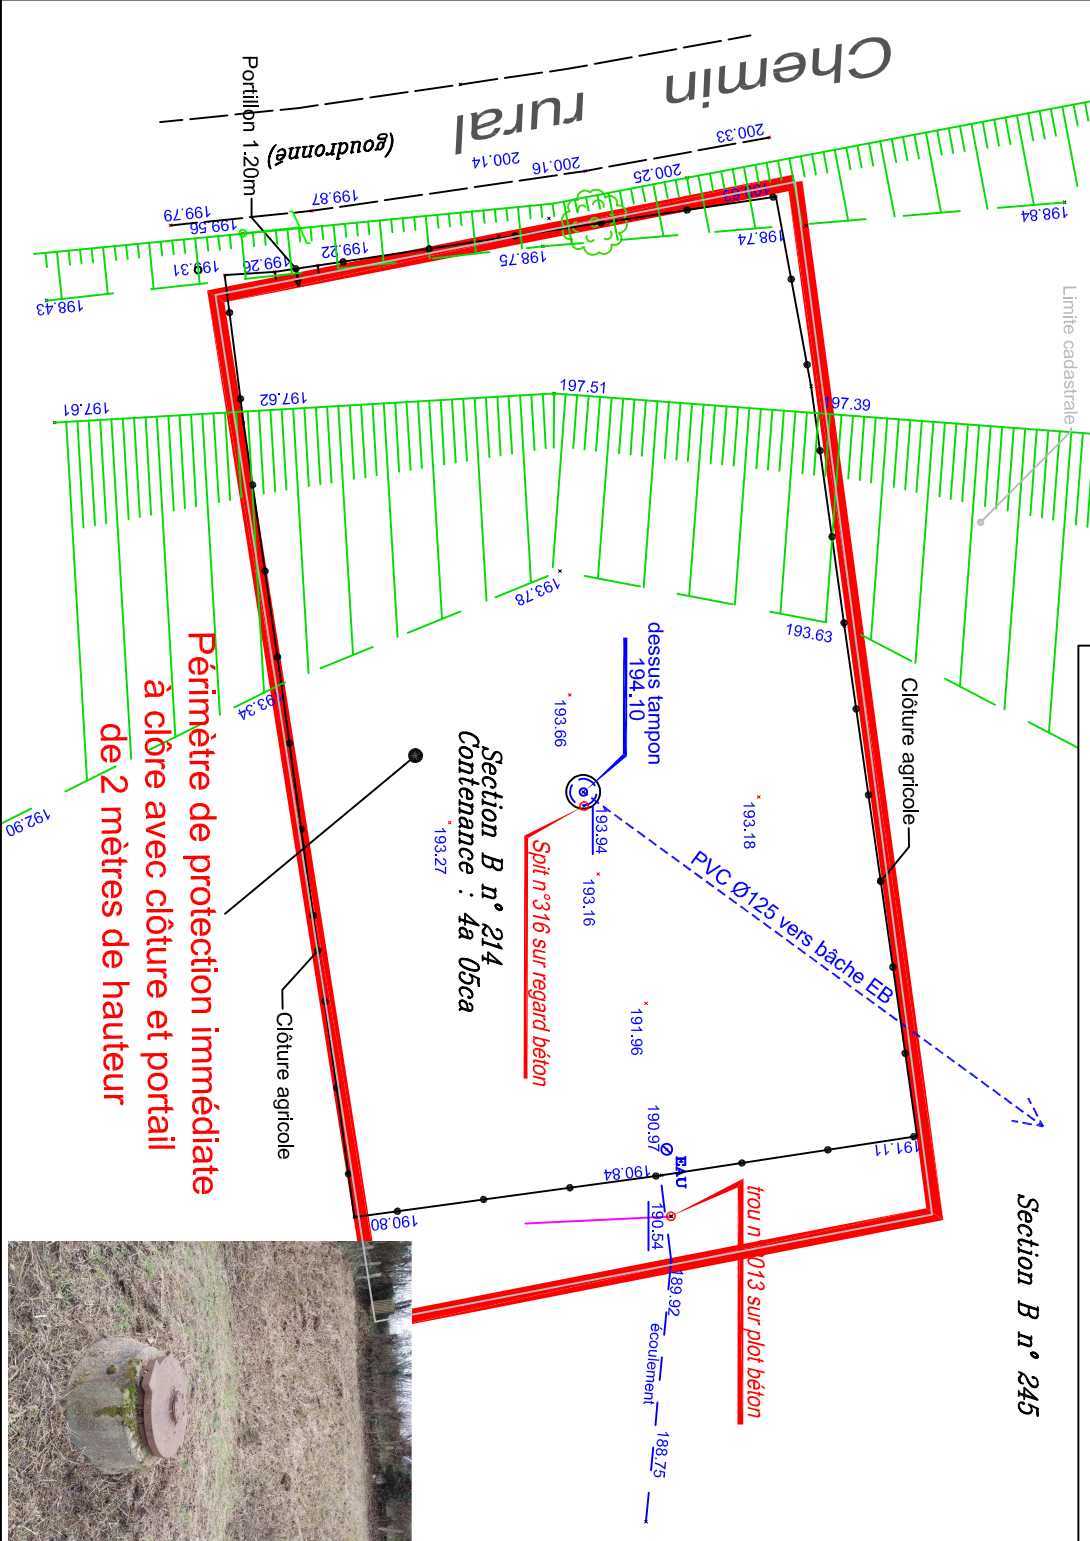 Chemin rural
(goudronné)
Portillon 1.20m
200.33
200.25
200.16
200.14
199.87
199.79
199.56
199.31
199.26
199.22
198.75
198.74
198.84
198.43
Limite cadastrale
197.61
197.62
197.51
197.39
193.78
193.63
193.34
192.90
dessus tampon
194.10
193.66
193.94
193.18
193.27
193.16
191.96
Clôture agricole
PVC Ø125 vers bâche EB
Section B n° 214
Contenance : 4a 05ca
Spit n°316 sur regard béton
Périmètre de protection immédiate
à clôre avec clôture et portail
de 2 mètres de hauteur
Clôture agricole
190.97
EAU
190.84
191.11
190.80
190.54
189.92
écoulement
188.75
trou n 013 sur plot béton
Section B n° 245